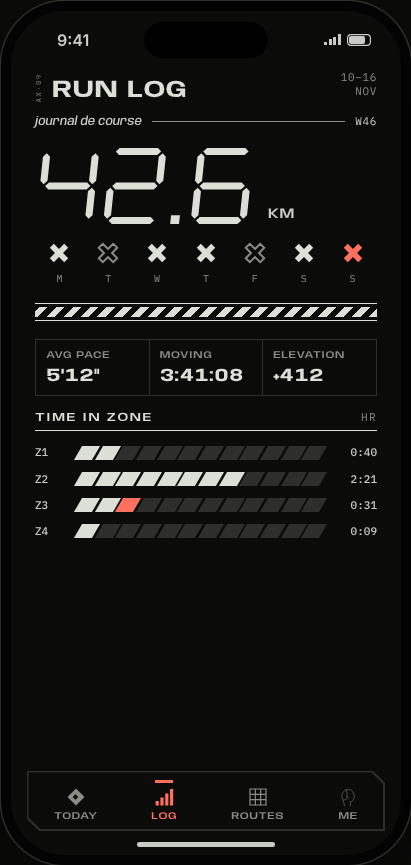 9:41
AX-09
RUN LOG
10–16
NOV
journal de course
W46
42.6 KM
M T W T F S S
AVG PACE MOVING ELEVATION
5'12" 3:41:08 +412
TIME IN ZONE HR
Z1 0:40
Z2 2:21
Z3 0:31
Z4 0:09
TODAY LOG ROUTES ME